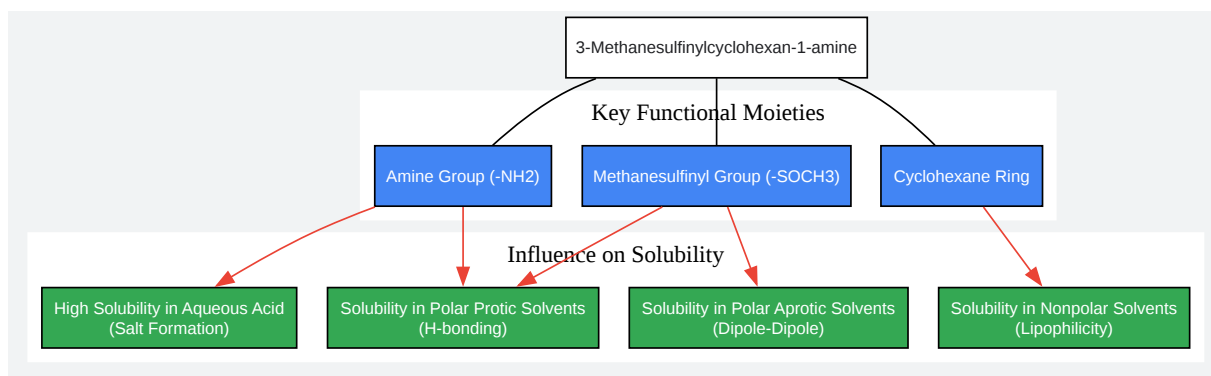 3-Methanesulfinylcyclohexan-1-amine
Key Functional Moieties
Amine Group (-NH2)
Methanesulfinyl Group (-SOCH3)
Cyclohexane Ring
Influence on Solubility
High Solubility in Aqueous Acid
(Salt Formation)
Solubility in Polar Protic Solvents
(H-bonding)
Solubility in Polar Aprotic Solvents
(Dipole-Dipole)
Solubility in Nonpolar Solvents
(Lipophilicity)